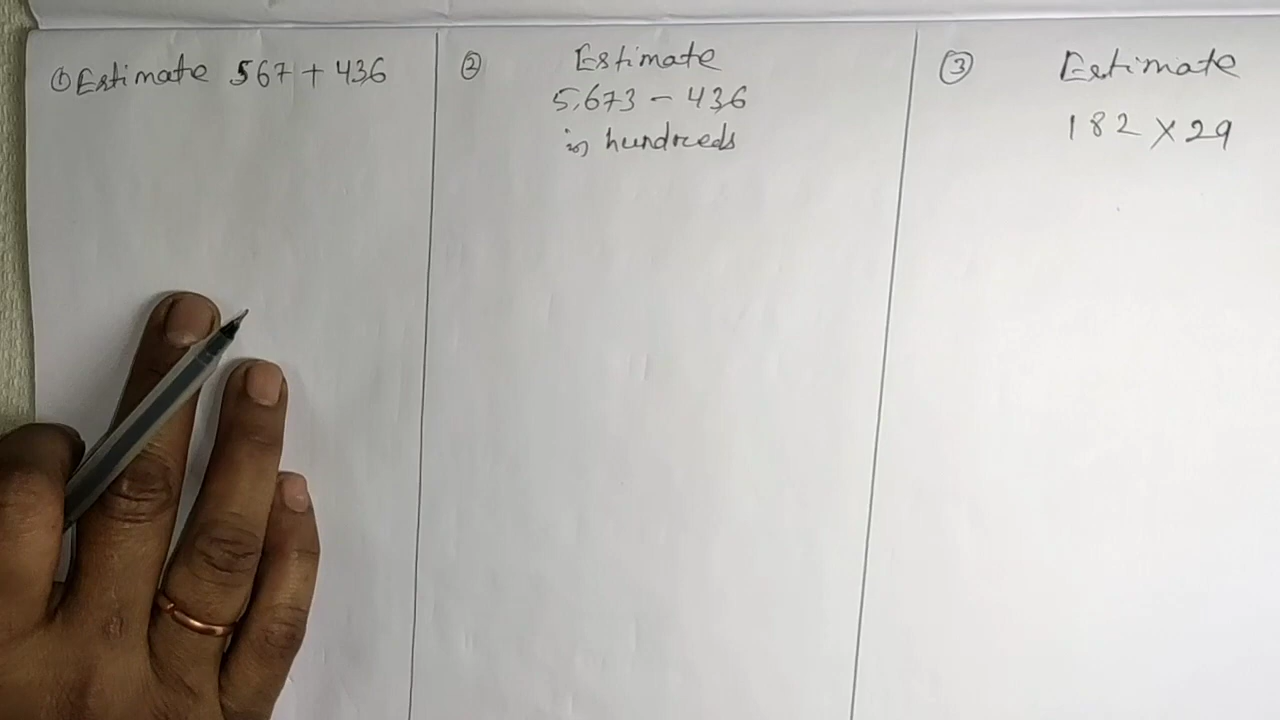 ① Estimate 567 + 436
② Estimate
5,673 - 436
in hundreds
③ Estimate
182 × 29